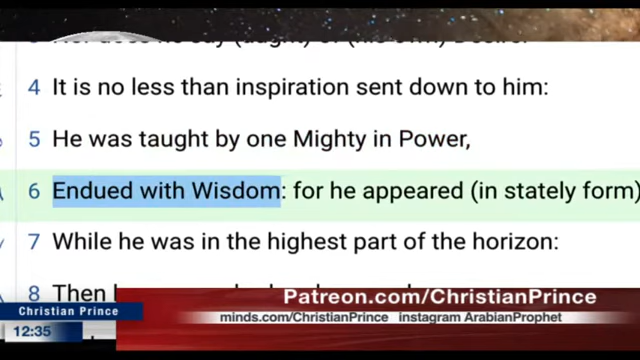 4 It is no less than inspiration sent down to him:
5 He was taught by one Mighty in Power,
6 Endued with Wisdom: for he appeared (in stately form)
7 While he was in the highest part of the horizon:
8 Then
Patreon.com/ChristianPrince
Christian Prince
minds.com/ChristianPrince instagram ArabianProphet
12:35